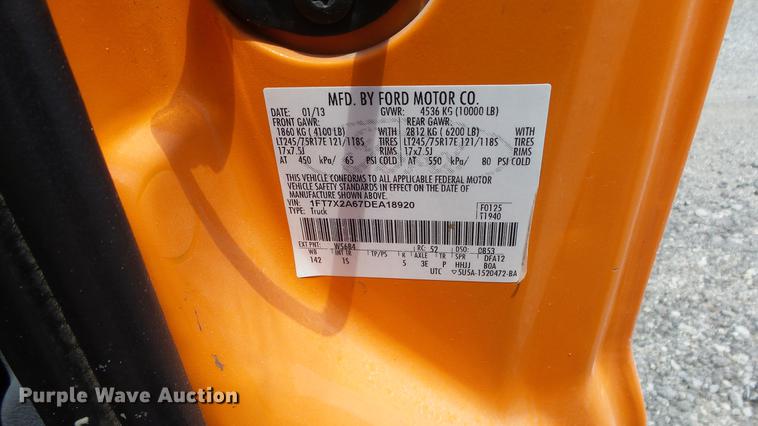 MFD. BY FORD MOTOR CO.
DATE: 01/13 GVWR: 4536 KG (10000 LB)
FRONT GAWR: REAR GAWR:
1860 KG ( 4100 LB) WITH 2812 KG ( 6200 LB) WITH
LT245/75R17E 121/118S TIRES LT245/75R17E 121/118S TIRES
17x7.5J RIMS 17x7.5J RIMS
AT 450 kPa/ 65 PSI COLD AT 550 kPa/ 80 PSI COLD
THIS VEHICLE CONFORMS TO ALL APPLICABLE FEDERAL MOTOR
VEHICLE SAFETY STANDARDS IN EFFECT ON THE DATE OF
MANUFACTURE SHOWN ABOVE.
VIN: 1FT7X2A67DEA18920 F0125
TYPE: Truck T1940
EXT PNT: W5684 RC: 52 DSO: 0B53
WB INT TR TP/PS R AXLE TR SPR DFA12
142 IS 5 3E P HHJJ B0A
UTC 5U5A-1520472-BA
Purple Wave Auction